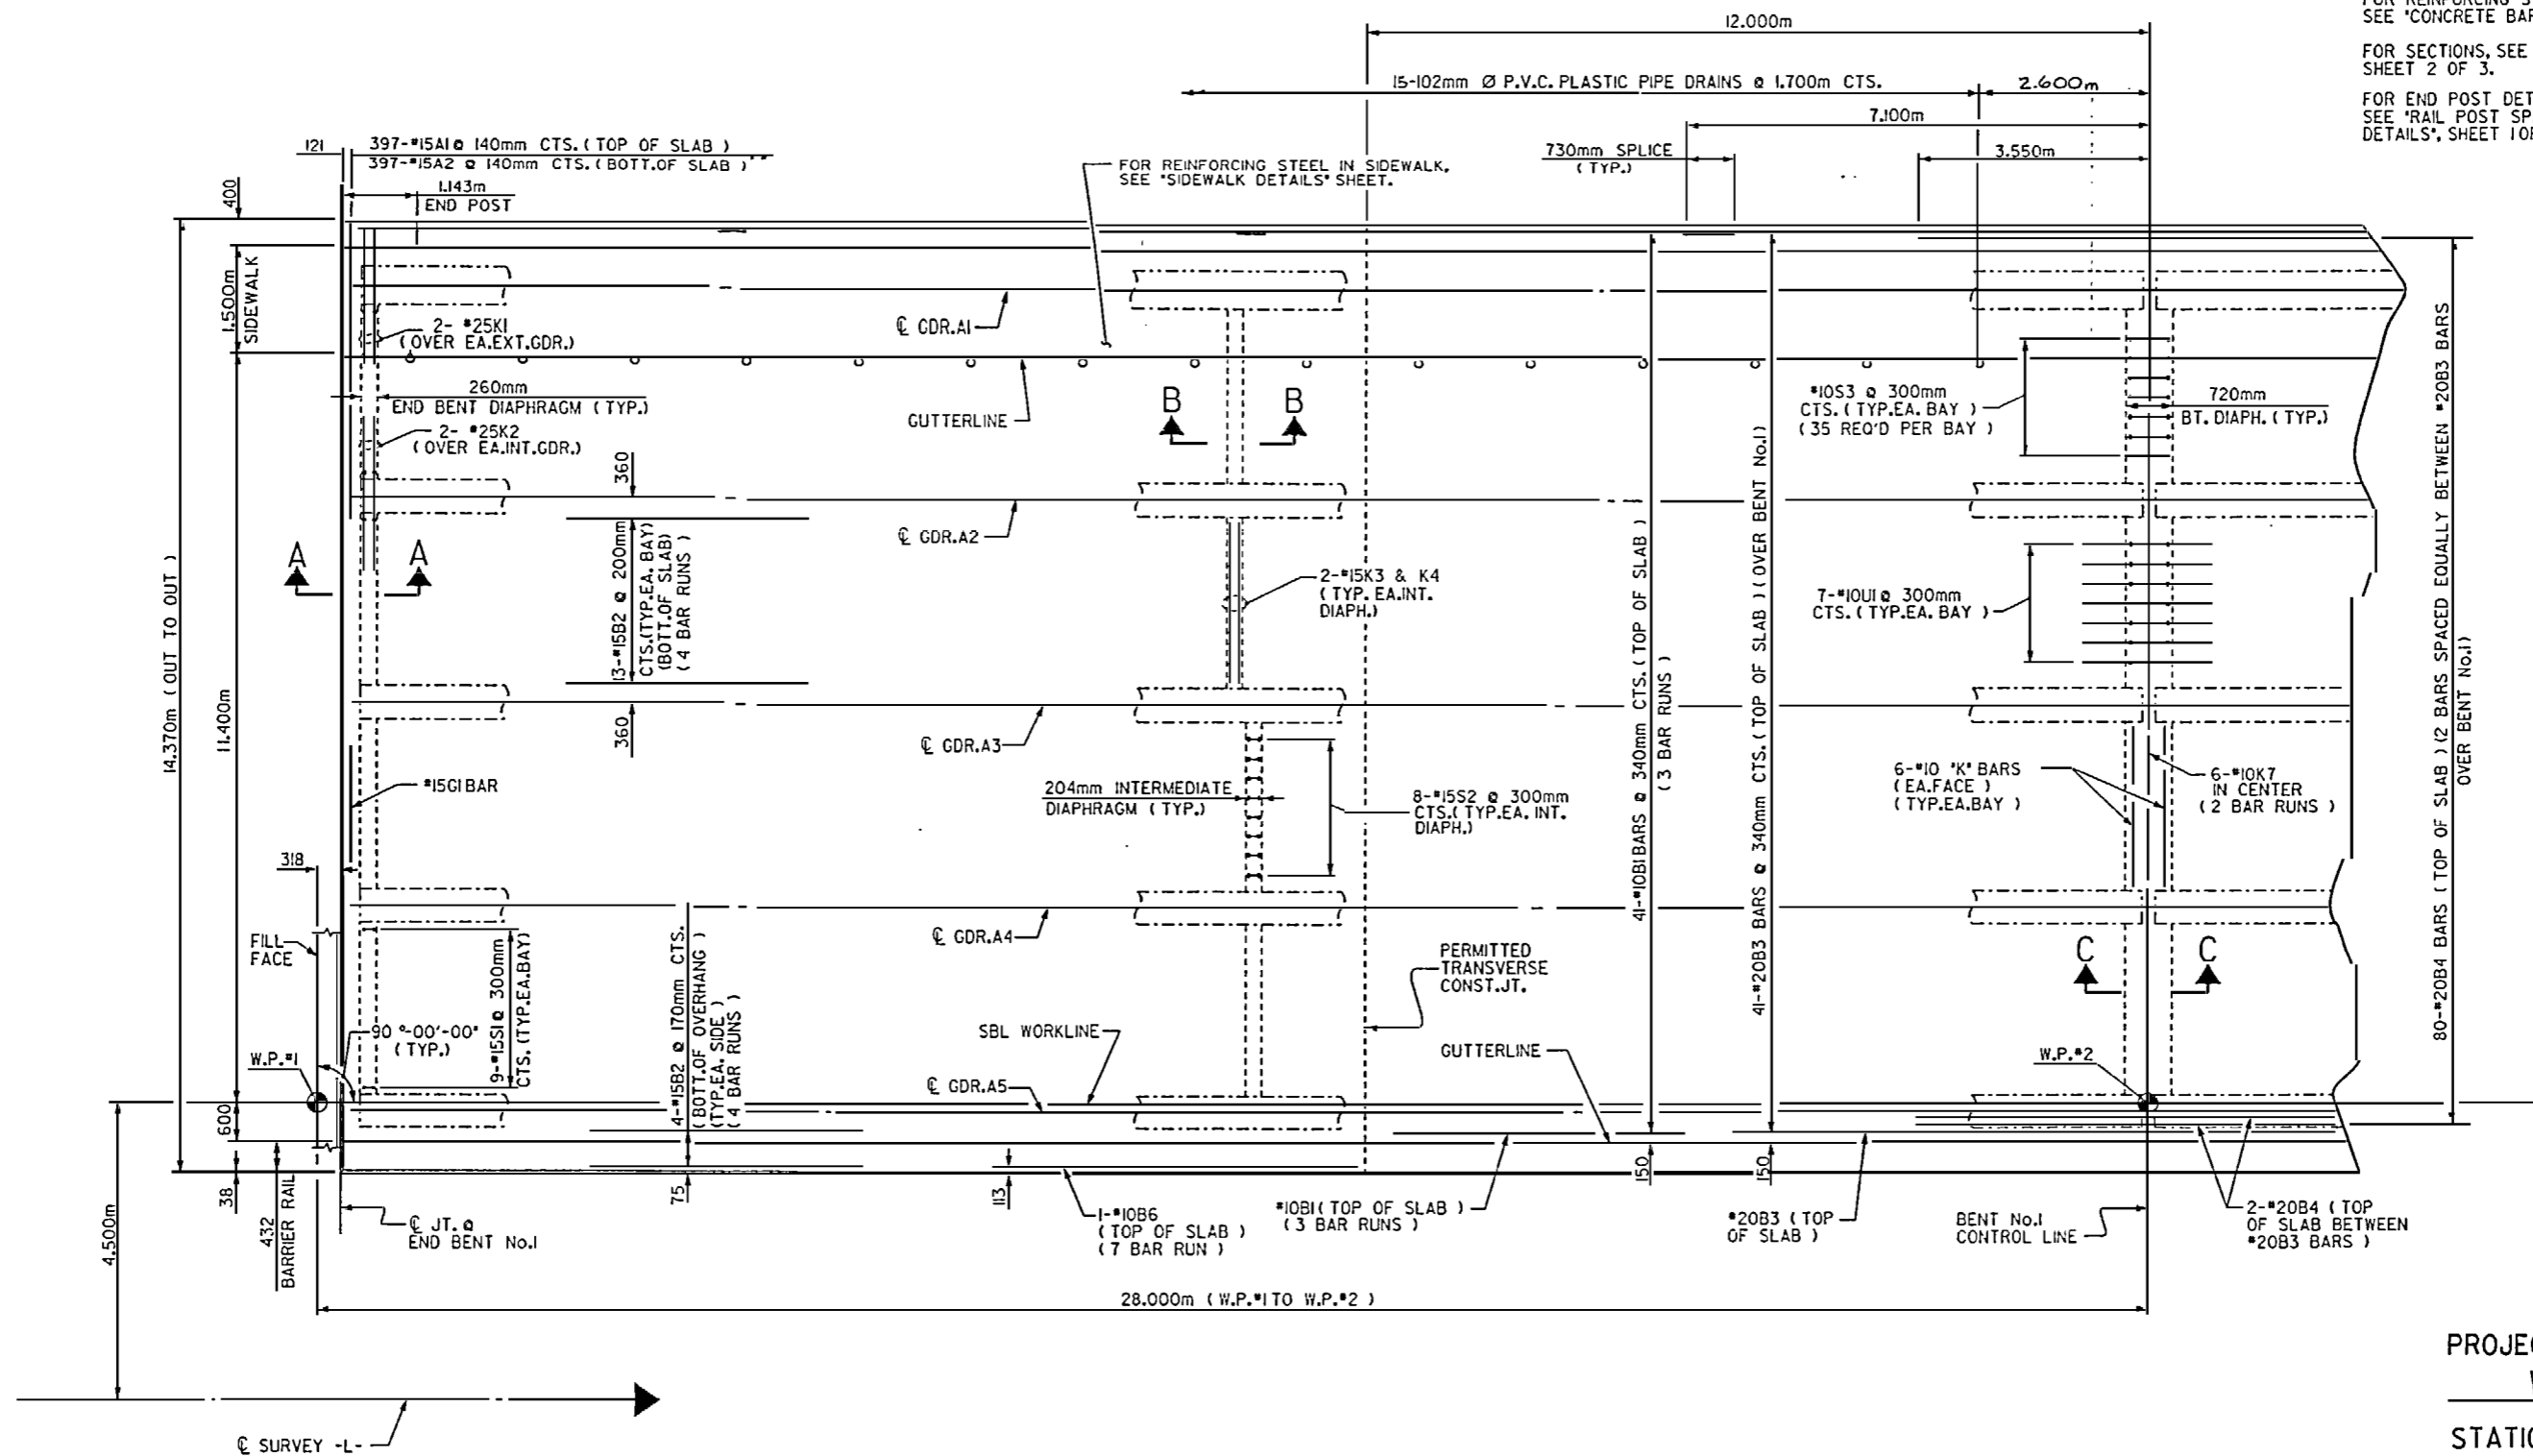 12.000m
SEE "CONCRETE BAR
FOR SECTIONS, SEE
SHEET 2 OF 3.
FOR END POST DET
SEE "RAIL POST SP
DETAILS", SHEET 1 OF
15-102mm Ø P.V.C. PLASTIC PIPE DRAINS @ 1.700m CTS.
2.600m
7.100m
3.550m
730mm SPLICE
(TYP.)
121
397-#15A1 @ 140mm CTS. (TOP OF SLAB)
397-#15A2 @ 140mm CTS. (BOTT. OF SLAB)
1.143m
END POST
FOR REINFORCING STEEL IN SIDEWALK,
SEE "SIDEWALK DETAILS" SHEET.
400
1.500m
SIDEWALK
14.370m (OUT TO OUT)
11.400m
2- #25K1
(OVER EA. EXT. GDR.)
260mm
END BENT DIAPHRAGM (TYP.)
2- #25K2
(OVER EA. INT. GDR.)
℄ GDR. A1
GUTTERLINE
B B
#10S3 @ 300mm
CTS. (TYP. EA. BAY)
(35 REQ'D PER BAY)
720mm
BT. DIAPH. (TYP.)
360
13-#15B2 @ 200mm
CTS. (TYP. EA. BAY)
(BOTT. OF SLAB)
(4 BAR RUNS)
360
℄ GDR. A2
A A
2-#15K3 & K4
(TYP. EA. INT.
DIAPH.)
7-#10U1 @ 300mm
CTS. (TYP. EA. BAY)
41-#10B1 BARS @ 340mm CTS. (TOP OF SLAB)
(3 BAR RUNS)
41-#20B3 BARS @ 340mm CTS. (TOP OF SLAB) (OVER BENT No.1)
80-#20B4 BARS (TOP OF SLAB) (2 BARS SPACED EQUALLY BETWEEN #20B3 BARS
OVER BENT No.1)
℄ GDR. A3
#15G1 BAR
204mm INTERMEDIATE
DIAPHRAGM (TYP.)
8-#15S2 @ 300mm
CTS. (TYP. EA. INT.
DIAPH.)
6-#10 "K" BARS
(EA. FACE)
(TYP. EA. BAY)
6-#10K7
IN CENTER
(2 BAR RUNS)
318
FILL
FACE
℄ GDR. A4
9-#15S1 @ 300mm
CTS. (TYP. EA. BAY)
4-#15B2 @ 170mm CTS.
(BOTT. OF OVERHANG)
(TYP. EA. SIDE)
(4 BAR RUNS)
PERMITTED
TRANSVERSE
CONST. JT.
C C
90°-00'-00"
(TYP.)
W.P. #1
SBL WORKLINE
GUTTERLINE
W.P. #2
℄ GDR. A5
600
38
432
BARRIER RAIL
4.500m
75
113
150
150
℄ JT. @
END BENT No.1
1-#10B6
(TOP OF SLAB)
(7 BAR RUN)
#10B1 (TOP OF SLAB)
(3 BAR RUNS)
#20B3 (TOP
OF SLAB)
BENT No.1
CONTROL LINE
2-#20B4 (TOP
OF SLAB BETWEEN
#20B3 BARS)
28.000m (W.P. #1 TO W.P. #2)
℄ SURVEY -L-